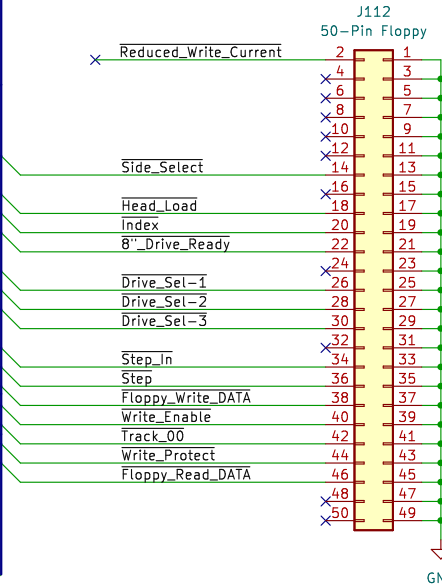 J112
50-Pin Floppy
Reduced_Write_Current 2 1
4 3
6 5
8 7
10 9
12 11
Side_Select 14 13
16 15
Head_Load 18 17
Index 20 19
8"_Drive_Ready 22 21
24 23
Drive_Sel-1 26 25
Drive_Sel-2 28 27
Drive_Sel-3 30 29
32 31
Step_In 34 33
Step 36 35
Floppy_Write_DATA 38 37
Write_Enable 40 39
Track_00 42 41
Write_Protect 44 43
Floppy_Read_DATA 46 45
48 47
50 49